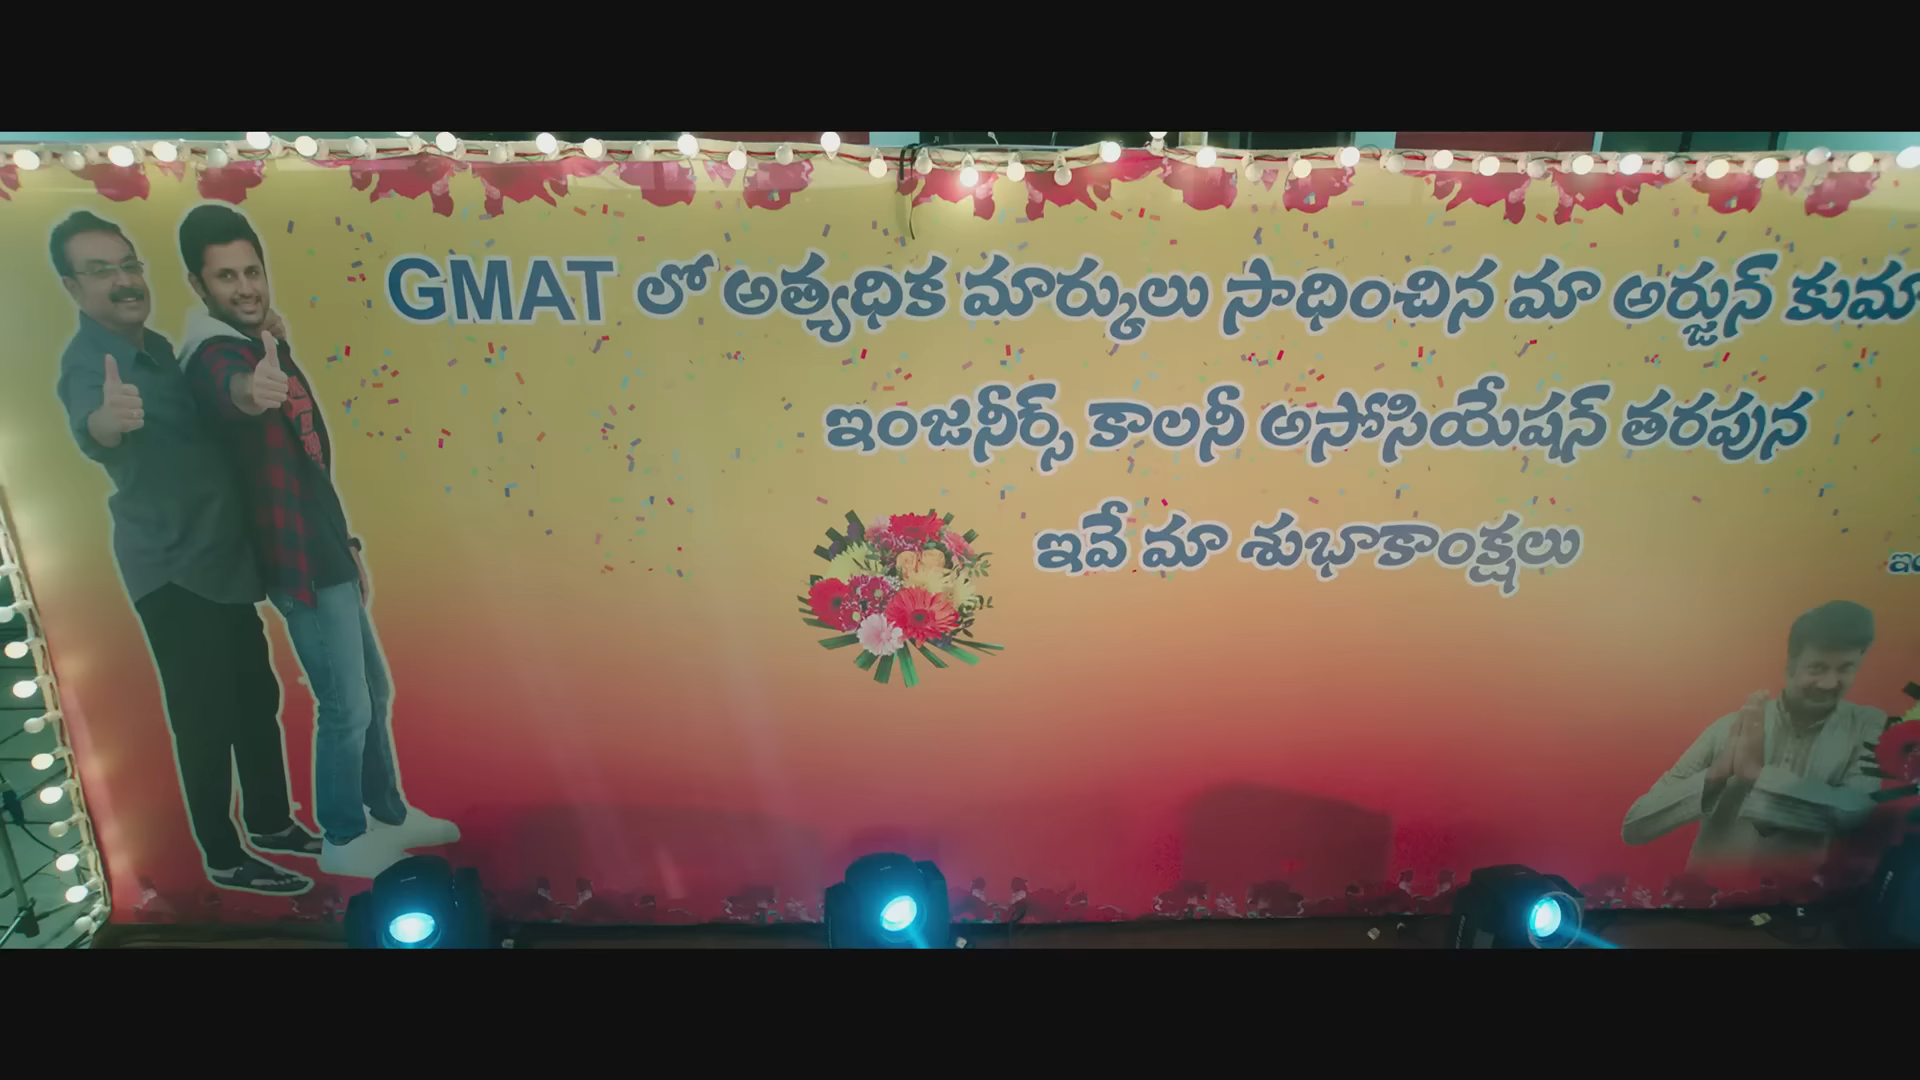 GMAT లో అత్యధిక మార్కులు సాధించిన మా అర్జున్ కుమా
ఇంజనీర్స్ కాలనీ అసోసియేషన్ తరపున
ఇవే మా శుభాకాంక్షలు